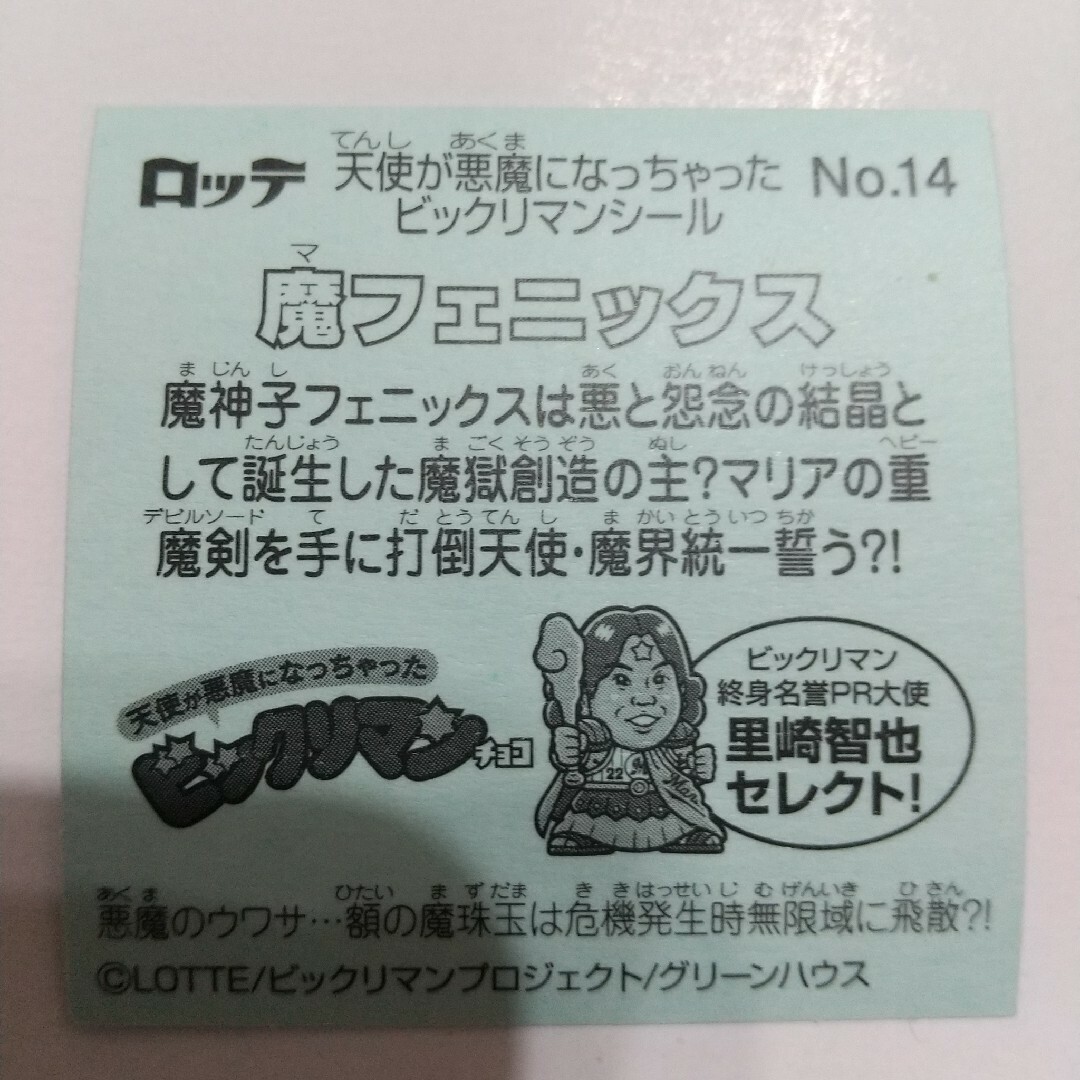 ロッテ
てんし あくま
天使が悪魔になっちゃった
ビックリマンシール
No.14
マ
魔フェニックス
ま じん し あく おんねん けっしょう
魔神子フェニックスは悪と怨念の結晶と
たんじょう ま ごくそうぞう ぬし ヘビー
して誕生した魔獄創造の主?マリアの重
デビルソード て だ とうてん し ま かいとういつ ちか
魔剣を手に打倒天使・魔界統一誓う?!
天使が悪魔になっちゃった
ビックリマン
チョコ
22
Mar
ビックリマン
終身名誉PR大使
里崎智也
セレクト!
あくま ひたい ま ずだま き きはっせいじ む げんいき ひ さん
悪魔のウワサ…額の魔珠玉は危機発生時無限域に飛散?!
©LOTTE/ビックリマンプロジェクト/グリーンハウス